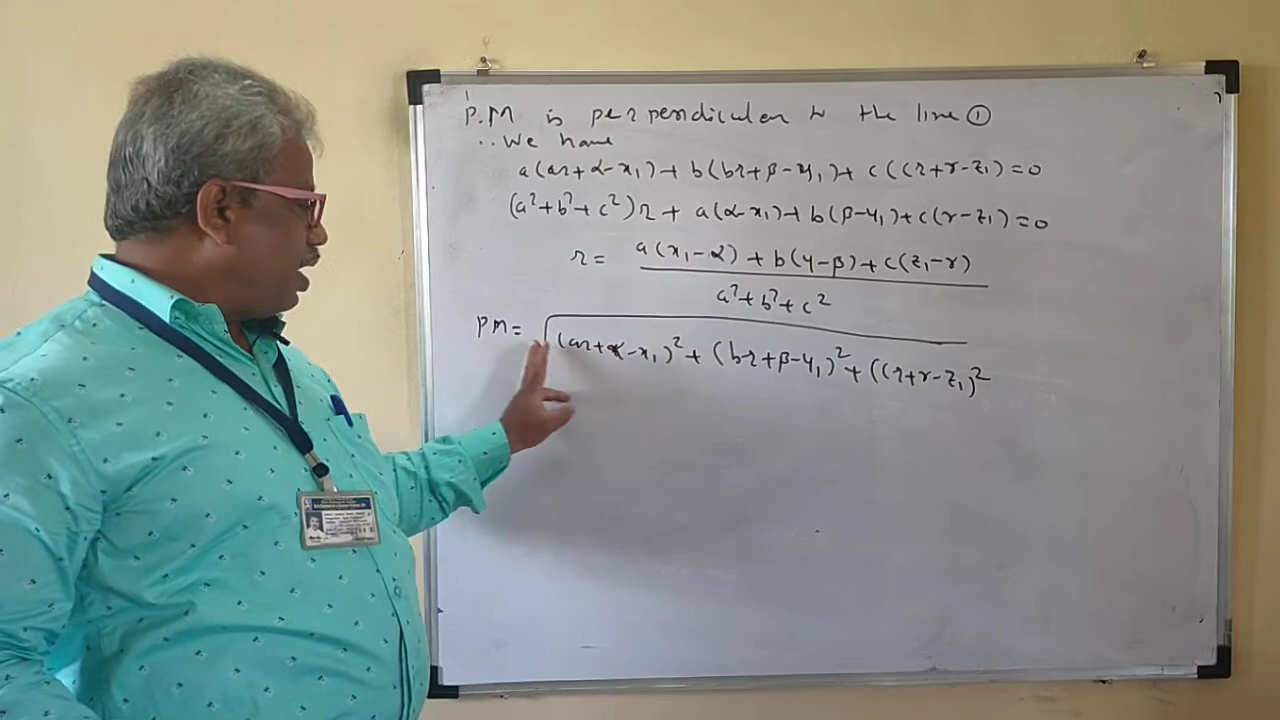 P.M is perpendicular to the line ①
∴ We have
a(ar+α-x₁)+b(br+β-y₁)+c(cr+γ-z₁)=0
(a²+b²+c²)r+a(α-x₁)+b(β-y₁)+c(γ-z₁)=0
r= a(x₁-α)+b(y-β)+c(z₁-γ)
a²+b²+c²
PM= √(ar+α-x₁)²+(br+β-y₁)²+(cr+γ-z₁)²